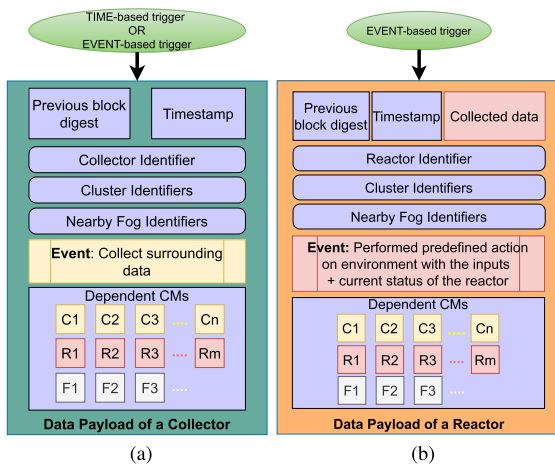 TIME-based trigger
OR
EVENT-based trigger
Previous block
digest
Timestamp
Collector Identifier
Cluster Identifiers
Nearby Fog Identifiers
Event: Collect surrounding
data
Dependent CMs
C1 C2 C3 .... Cn
R1 R2 R3 .... Rm
F1 F2 F3 ....
Data Payload of a Collector
(a)
EVENT-based trigger
Previous
block digest
Timestamp
Collected data
Reactor Identifier
Cluster Identifiers
Nearby Fog Identifiers
Event: Performed predefined action
on environment with the inputs
+ current status of the reactor
Dependent CMs
C1 C2 C3 .... Cn
R1 R2 R3 .... Rm
F1 F2 F3 ....
Data Payload of a Reactor
(b)